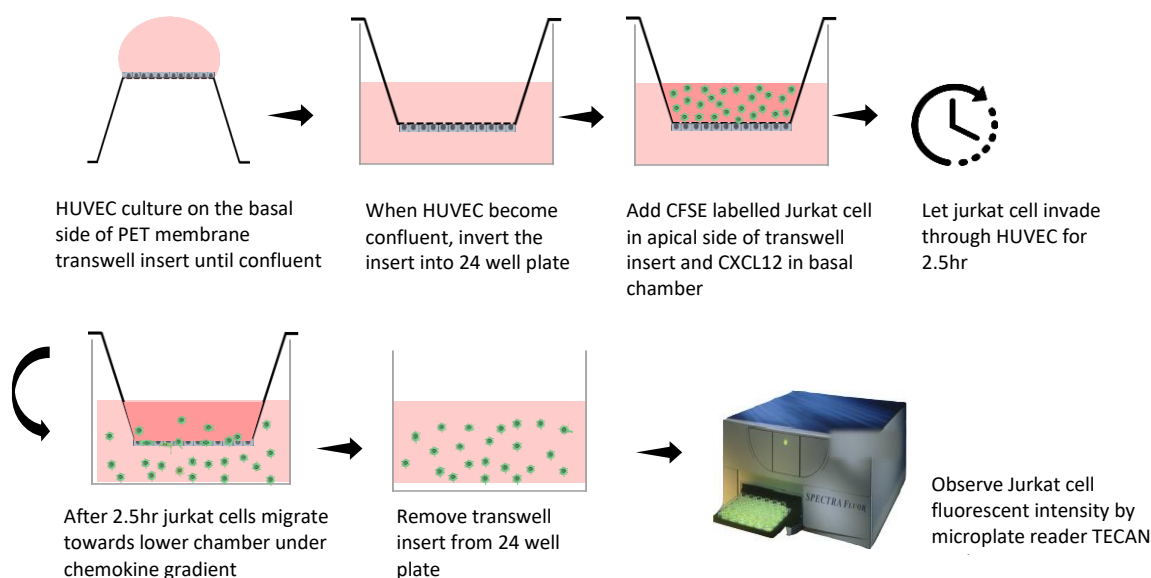 HUVEC culture on the basal
side of PET membrane
transwell insert until confluent
When HUVEC become
confluent, invert the
insert into 24 well plate
Add CFSE labelled Jurkat cell
in apical side of transwell
insert and CXCL12 in basal
chamber
Let jurkat cell invade
through HUVEC for
2.5hr
After 2.5hr jurkat cells migrate
towards lower chamber under
chemokine gradient
Remove transwell
insert from 24 well
plate
SPECTRA FLUOR
Observe Jurkat cell
fluorescent intensity by
microplate reader TECAN